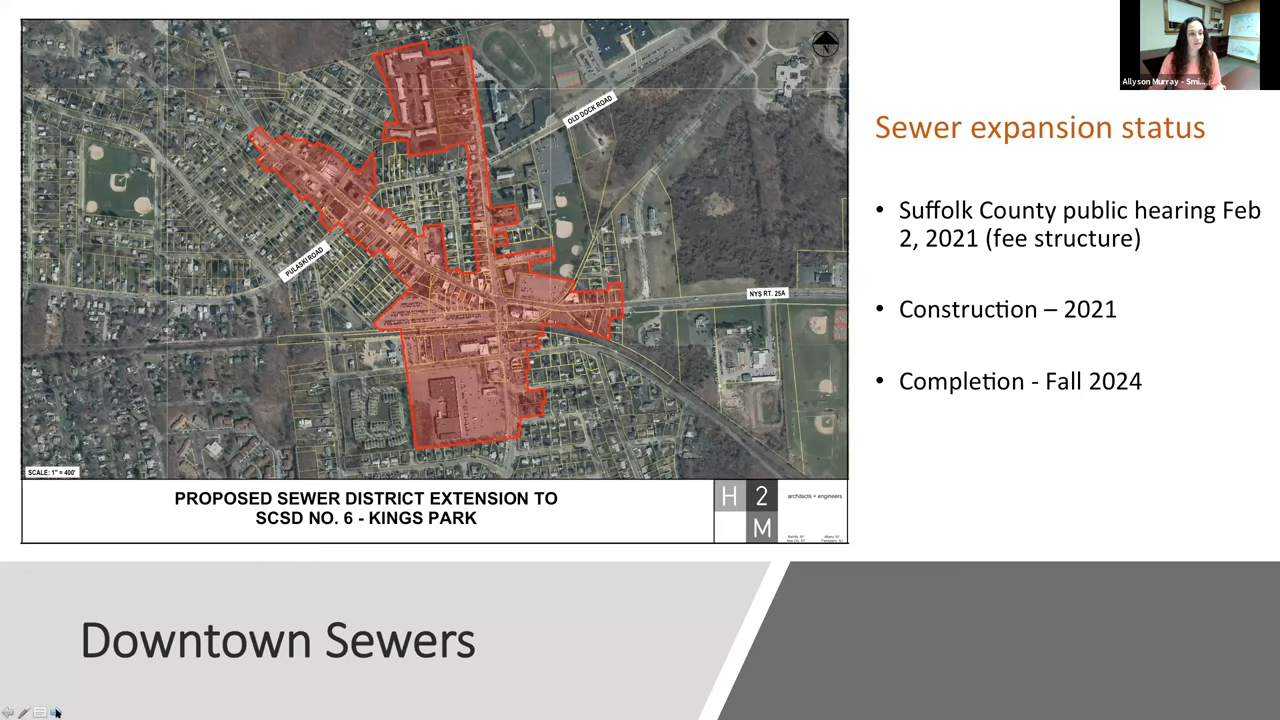 Allyson Murray - Smi...
N
OLD DOCK ROAD
PULASKI ROAD
NYS RT. 25A
SCALE: 1" = 400'
PROPOSED SEWER DISTRICT EXTENSION TO
SCSD NO. 6 - KINGS PARK
H2M
architects + engineers
Sewer expansion status
• Suffolk County public hearing Feb
2, 2021 (fee structure)
• Construction – 2021
• Completion - Fall 2024
Downtown Sewers